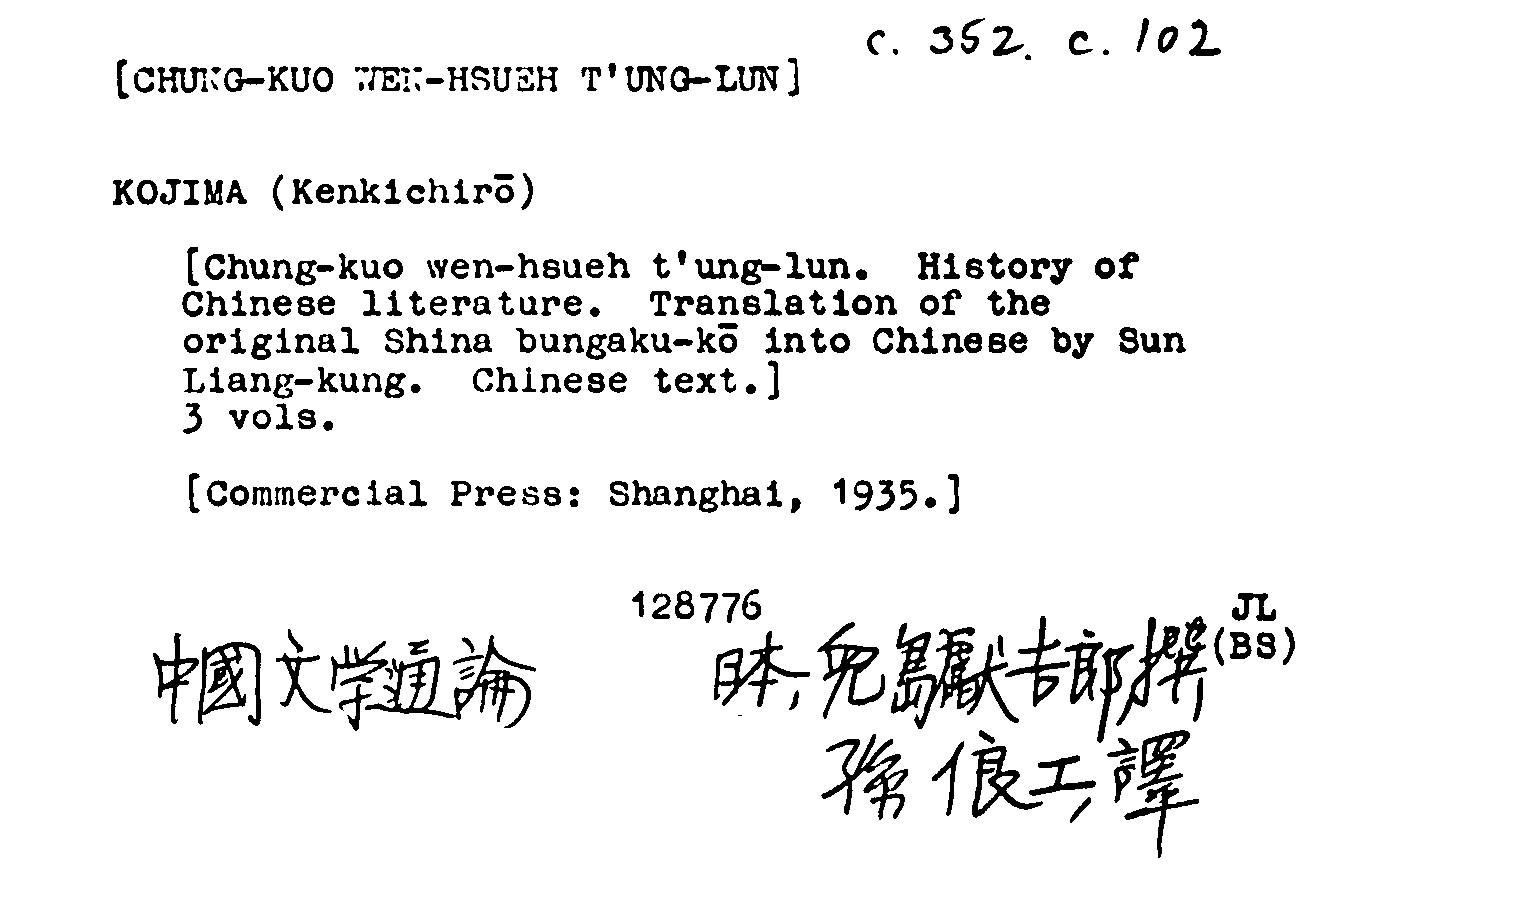 c. 352. c. 102
[CHUNG-KUO WEN-HSUEH T'UNG-LUN]
KOJIMA (Kenkichirō)
[Chung-kuo wen-hsueh t'ung-lun. History of
Chinese literature. Translation of the
original Shina bungaku-kō into Chinese by Sun
Liang-kung. Chinese text.]
3 vols.
[Commercial Press: Shanghai, 1935.]
128776 JL
(BS)
中國文学通論 日本,兒島獻吉郎,撰
孫俍工,譯